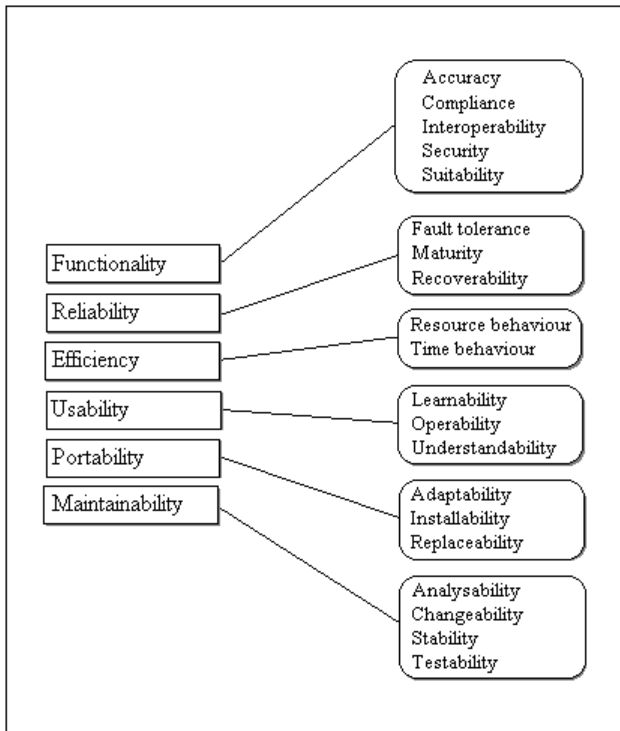 Functionality
Reliability
Efficiency
Usability
Portability
Maintainability
Accuracy
Compliance
Interoperability
Security
Suitability
Fault tolerance
Maturity
Recoverability
Resource behaviour
Time behaviour
Learnability
Operability
Understandability
Adaptability
Installability
Replaceability
Analysability
Changeability
Stability
Testability